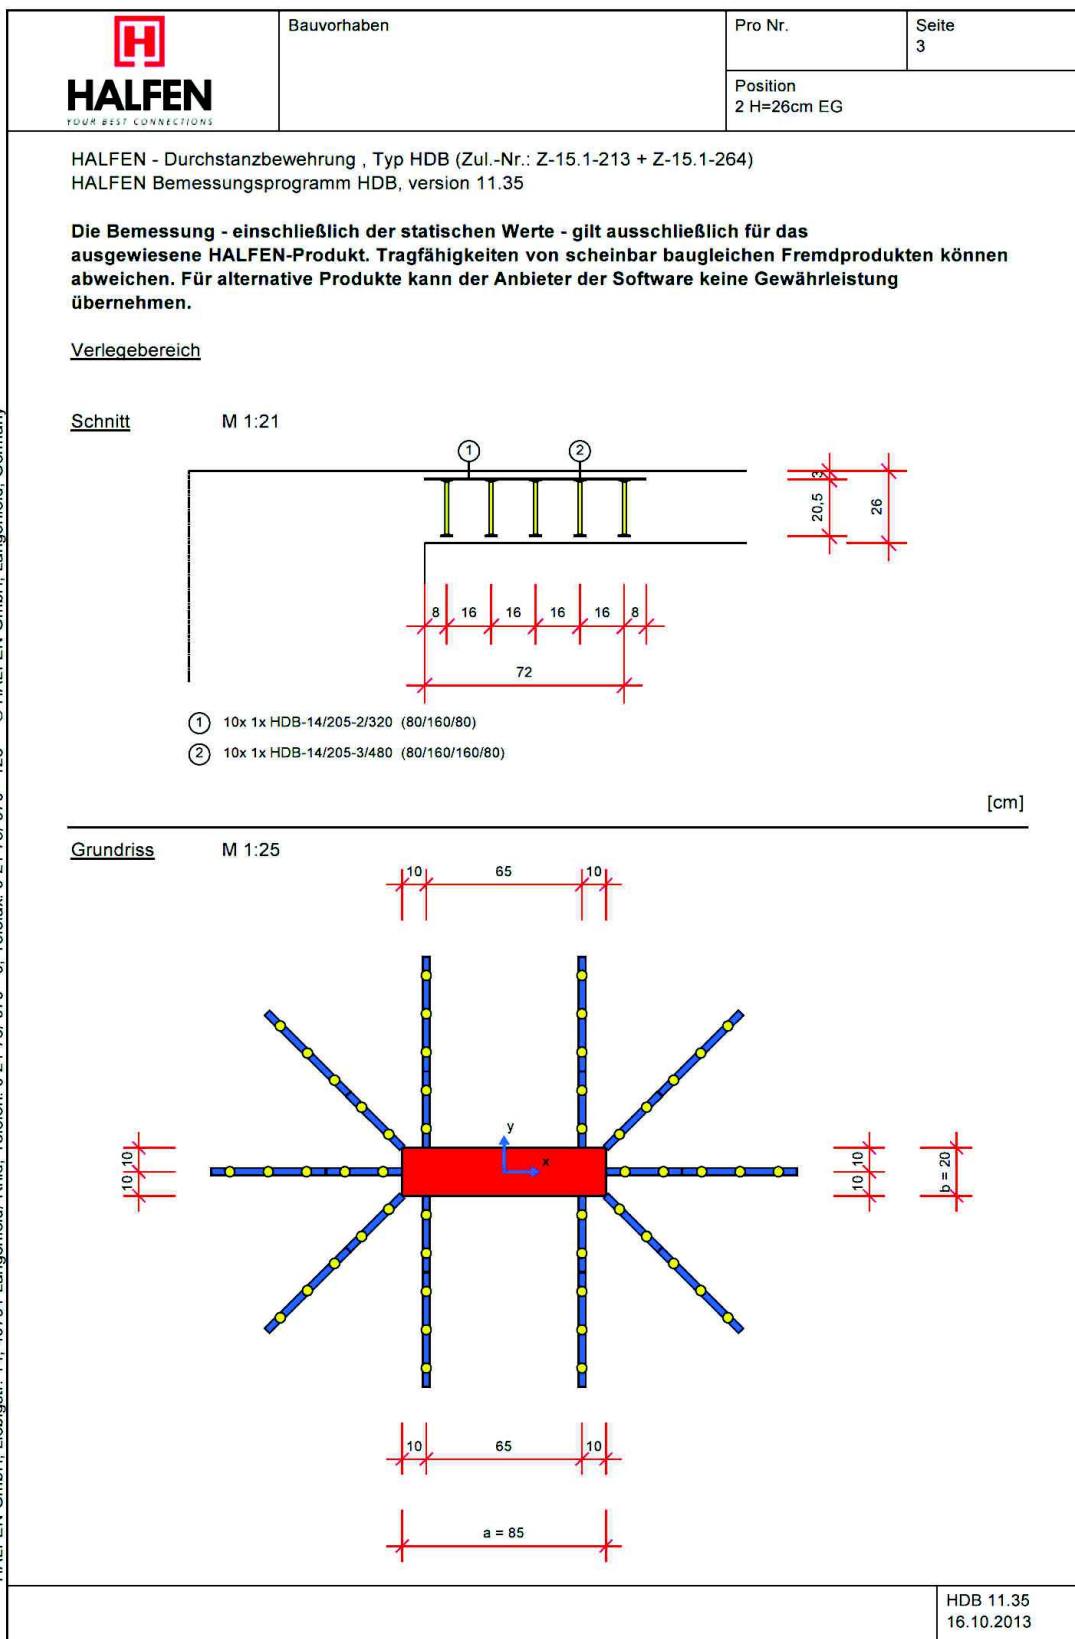 HALFEN
YOUR BEST CONNECTIONS
Bauvorhaben
Pro Nr.
Seite
3
Position
2 H=26cm EG
HALFEN - Durchstanzbewehrung , Typ HDB (Zul.-Nr.: Z-15.1-213 + Z-15.1-264)
HALFEN Bemessungsprogramm HDB, version 11.35
Die Bemessung - einschließlich der statischen Werte - gilt ausschließlich für das
ausgewiesene HALFEN-Produkt. Tragfähigkeiten von scheinbar baugleichen Fremdprodukten können
abweichen. Für alternative Produkte kann der Anbieter der Software keine Gewährleistung
übernehmen.
Verlegebereich
Schnitt M 1:21
1 2
3
20,5
26
8 16 16 16 16 8
72
1 10x 1x HDB-14/205-2/320 (80/160/80)
2 10x 1x HDB-14/205-3/480 (80/160/160/80)
[cm]
Grundriss M 1:25
10 65 10
y
x
10 10
10 10
b = 20
10 65 10
a = 85
HDB 11.35
16.10.2013